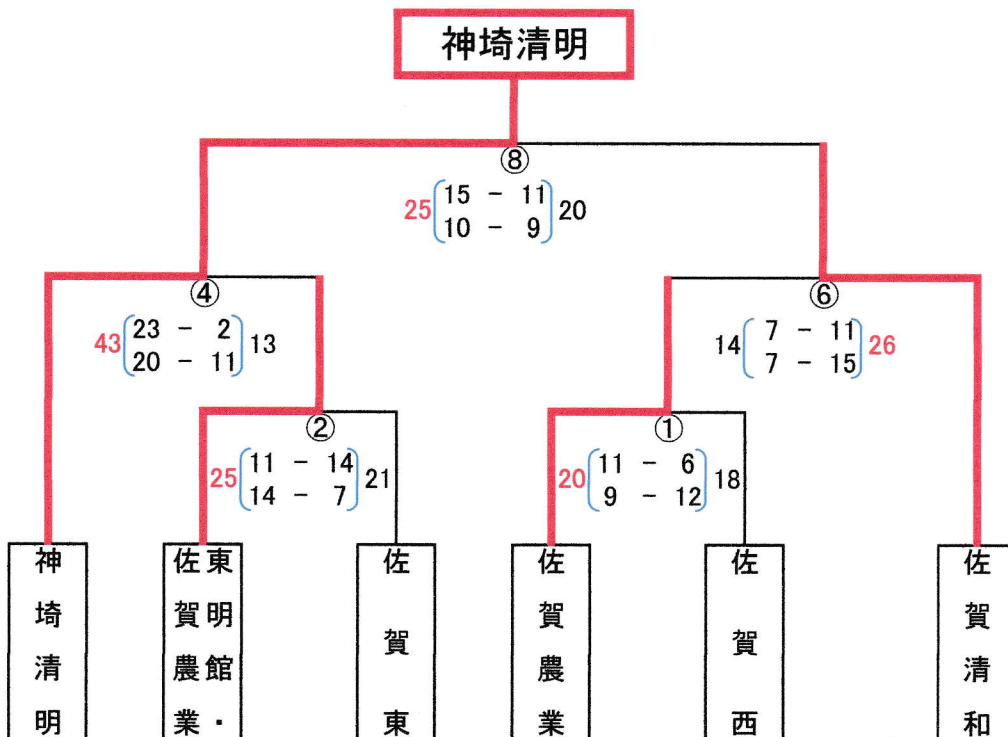 神埼清明
⑧
25 15 - 11 20
10 - 9
④
43 23 - 2 13
20 - 11
⑥
14 7 - 11 26
7 - 15
②
25 11 - 14 21
14 - 7
①
20 11 - 6 18
9 - 12
神埼清明
東明館・
佐賀農業
佐賀東
佐賀農業
佐賀西
佐賀清和